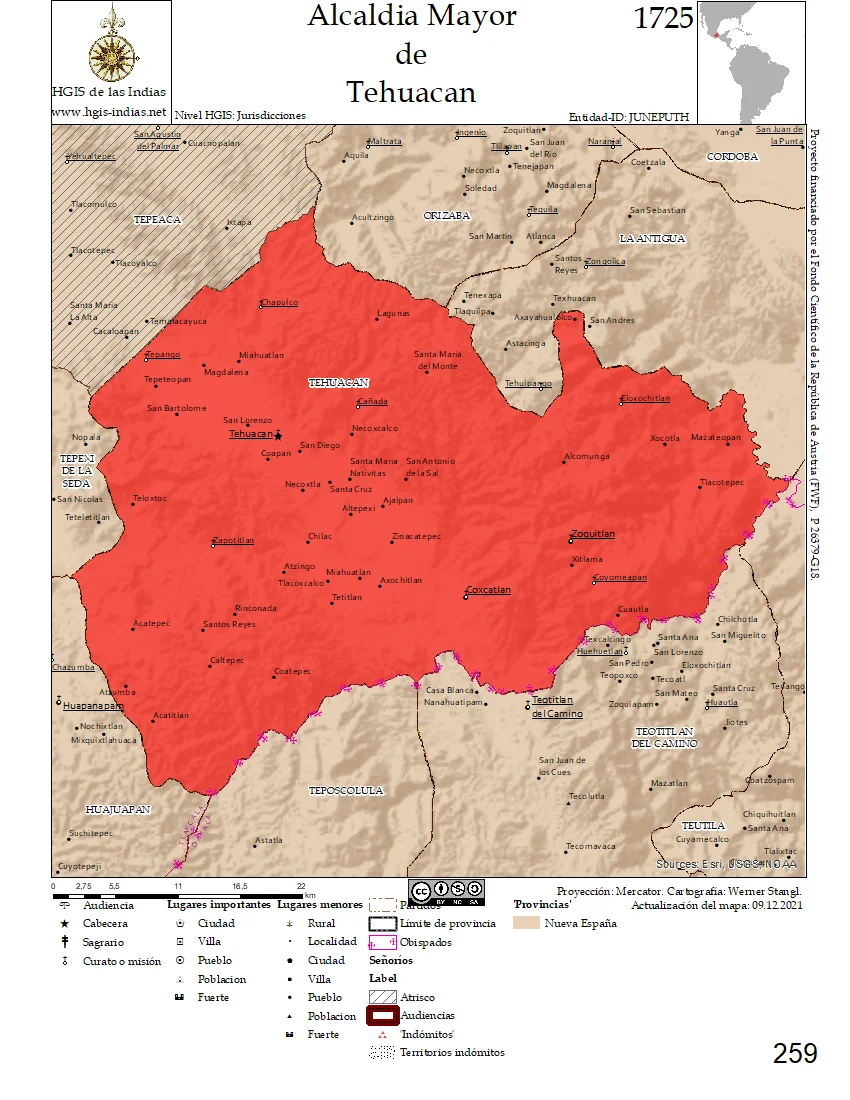 Alcaldia Mayor
de
Tehuacan
1725
HGIS de las Indias
www.hgis-indias.net
Nivel HGIS: Jurisdicciones
Entidad-ID: JUNEPUTH
San Agustin
del Palmar
Cuacnopalan
Yehualtepec
Tlacomulco
TEPEACA
Ixtapa
Tlacotepec
Tlacoyalco
Santa Maria
La Alta
Temalacayuca
Cacaloapan
Maltrata
Aquila
Acultzingo
Ingenio
Zoquitlan
Tlilapan
San Juan
del Rio
Naranjal
Necoxtla
Tenejapan
Soledad
Magdalena
ORIZABA
Tequila
San Martin
Atlanca
Coetzala
Yanga
San Juan de
la Punta
CORDOBA
San Sebastian
LA ANTIGUA
Santos
Reyes
Zongolica
Tenexapa
Tlaquilpa
Texhuacan
Axayahualolco
San Andres
Astacinga
Tehuipango
Chapulco
Lagunas
Tepango
Miahuatlan
Magdalena
Tepeteopan
Santa Maria
del Monte
TEHUACAN
Cañada
San Bartolome
San Lorenzo
Tehuacan
Necoxcalco
San Diego
Coapan
Eloxochitlan
Xocotla
Mazateopan
Alcomunga
Tlacotepec
Nopala
TEPEXI
DE LA
SEDA
San Nicolas
Teteletitlan
Teloxtoc
Santa Maria
Nativitas
San Antonio
de la Sal
Necoxtla
Santa Cruz
Ajalpan
Altepexi
Zapotitlan
Chilac
Zinacatepec
Zoquitlan
Xitlama
Coyomeapan
Atzingo
Miahuatlan
Tlacoxcalco
Axochitlan
Tetitlan
Coxcatlan
Rinconada
Acatepec
Santos Reyes
Cuautla
Chilchotla
Texcalcingo
Huehuetlan
Santa Ana
San Miguelito
San Lorenzo
Chazumba
Caltepec
Coatepec
San Pedro
Eloxochitlan
Teopoxco
Tecoatl
Atzumba
Huapanapan
Casa Blanca
Nanahuatipam
Teotitlan
del Camino
San Mateo
Santa Cruz
Tenango
Zoquiapam
Huautla
Acatitlan
Nochixtlan
Mixquixtlahuaca
Jiotes
TEOTITLAN
DEL CAMINO
San Juan de
los Cues
Mazatlan
Coatzospam
TEPOSCOLULA
HUAJUAPAN
Tecolutla
Chiquihuitlan
TEUTILA
Santa Ana
Suchitepec
Astatla
Cuyamecalco
Tecomavaca
Tlalixtac
Cuyotepeji
Sources: Esri, USGS, NOAA
Proyecto financiado por el Fondo Científico de la República de Austria (FWF), P 26379-G18.
0 2,75 5,5 11 16,5 22
km
CC BY NC SA
Proyección: Mercator. Cartografía: Werner Stangl.
Actualización del mapa: 09.12.2021
Audiencia
Cabecera
Sagrario
Curato o misión
Lugares importantes
Ciudad
Villa
Pueblo
Poblacion
Fuerte
Lugares menores
Rural
Localidad
Ciudad
Villa
Pueblo
Poblacion
Fuerte
Partidos
Límite de provincia
Obispados
Señoríos
Label
Atrisco
Audiencias
'Indómitos'
Territorios indómitos
'Provincias'
Nueva España
259